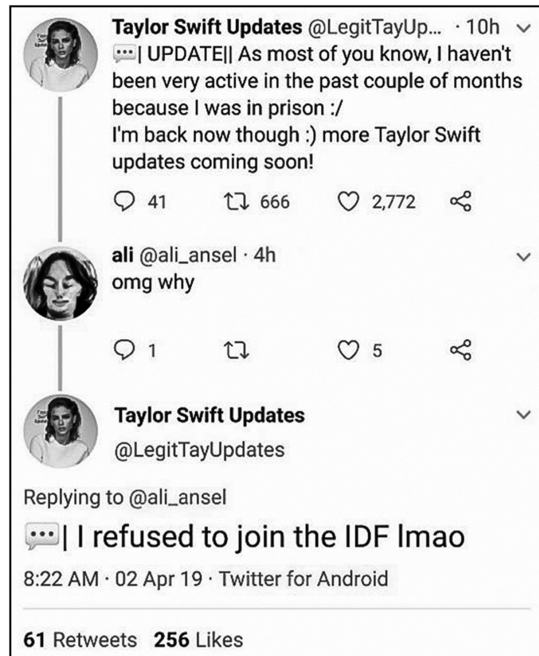 Taylor Swift Updates @LegitTayUp... · 10h
💬| UPDATE|| As most of you know, I haven't
been very active in the past couple of months
because I was in prison :/
I'm back now though :) more Taylor Swift
updates coming soon!
41 666 2,772
ali @ali_ansel · 4h
omg why
1 5
Taylor Swift Updates
@LegitTayUpdates
Replying to @ali_ansel
💬| I refused to join the IDF lmao
8:22 AM · 02 Apr 19 · Twitter for Android
61 Retweets 256 Likes